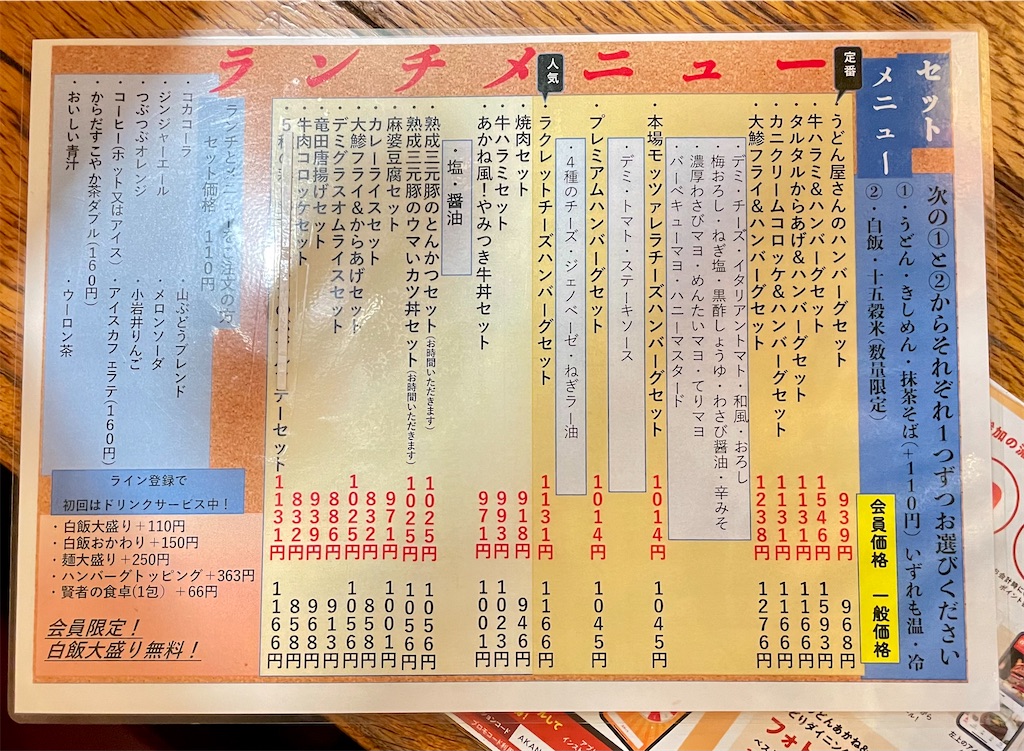 ランチメニュー
セット
メニュー
次の①と②からそれぞれ1つずつお選びください
①・うどん・きしめん・抹茶そば(+110円) いずれも温・冷
②・白飯・十五穀米(数量限定)
会員価格 一般価格
定番
・うどん屋さんのハンバーグセット 939円 968円
・牛ハラミ&ハンバーグセット 1546円 1593円
・タルタルからあげ&ハンバーグセット 1131円 1166円
・カニクリームコロッケ&ハンバーグセット 1131円 1166円
・大鯵フライ&ハンバーグセット 1238円 1276円
・デミ・チーズ・イタリアントマト・和風・おろし
・梅おろし・ねぎ塩・黒酢しょうゆ・わさび醤油・辛みそ
・濃厚わさびマヨ・めんたいマヨ・てりマヨ
・バーベキューマヨ・ハニーマスタード
・本場モッツァレラチーズハンバーグセット 1014円 1045円
・デミ・トマト・ステーキソース
・プレミアムハンバーグセット 1014円 1045円
・4種のチーズ・ジェノベーゼ・ねぎラー油
人気
・ラクレットチーズハンバーグセット 1131円 1166円
・焼肉セット 918円 946円
・牛ハラミセット 993円 1023円
・あかね風!やみつき牛丼セット 971円 1001円
・塩・醤油
・熟成三元豚のとんかつセット(お時間いただきます) 1025円 1056円
・熟成三元豚のウマいカツ丼セット(お時間いただきます) 1025円 1056円
・麻婆豆腐セット 971円 1001円
・カレーライスセット 832円 858円
・大鯵フライ&からあげセット 1025円 1056円
・デミグラスオムライスセット 886円 913円
・竜田唐揚げセット 939円 968円
・牛肉コロッケセット 832円 858円
・5種の デーセット 1131円 1166円
ランチと ご注文の方
セット価格 110円
・コカコーラ ・山ぶどうブレンド
・ジンジャーエール ・メロンソーダ
・つぶつぶオレンジ ・小岩井りんご
・コーヒー(ホット又はアイス) ・アイスカフェラテ(160円)
・からだすこやか茶ダブル(160円)
・おいしい青汁 ・ウーロン茶
ライン登録で
初回はドリンクサービス中!
・白飯大盛り+110円
・白飯おかわり+150円
・麺大盛り+250円
・ハンバーグトッピング+363円
・賢者の食卓(1包) +66円
会員限定!
白飯大盛り無料!